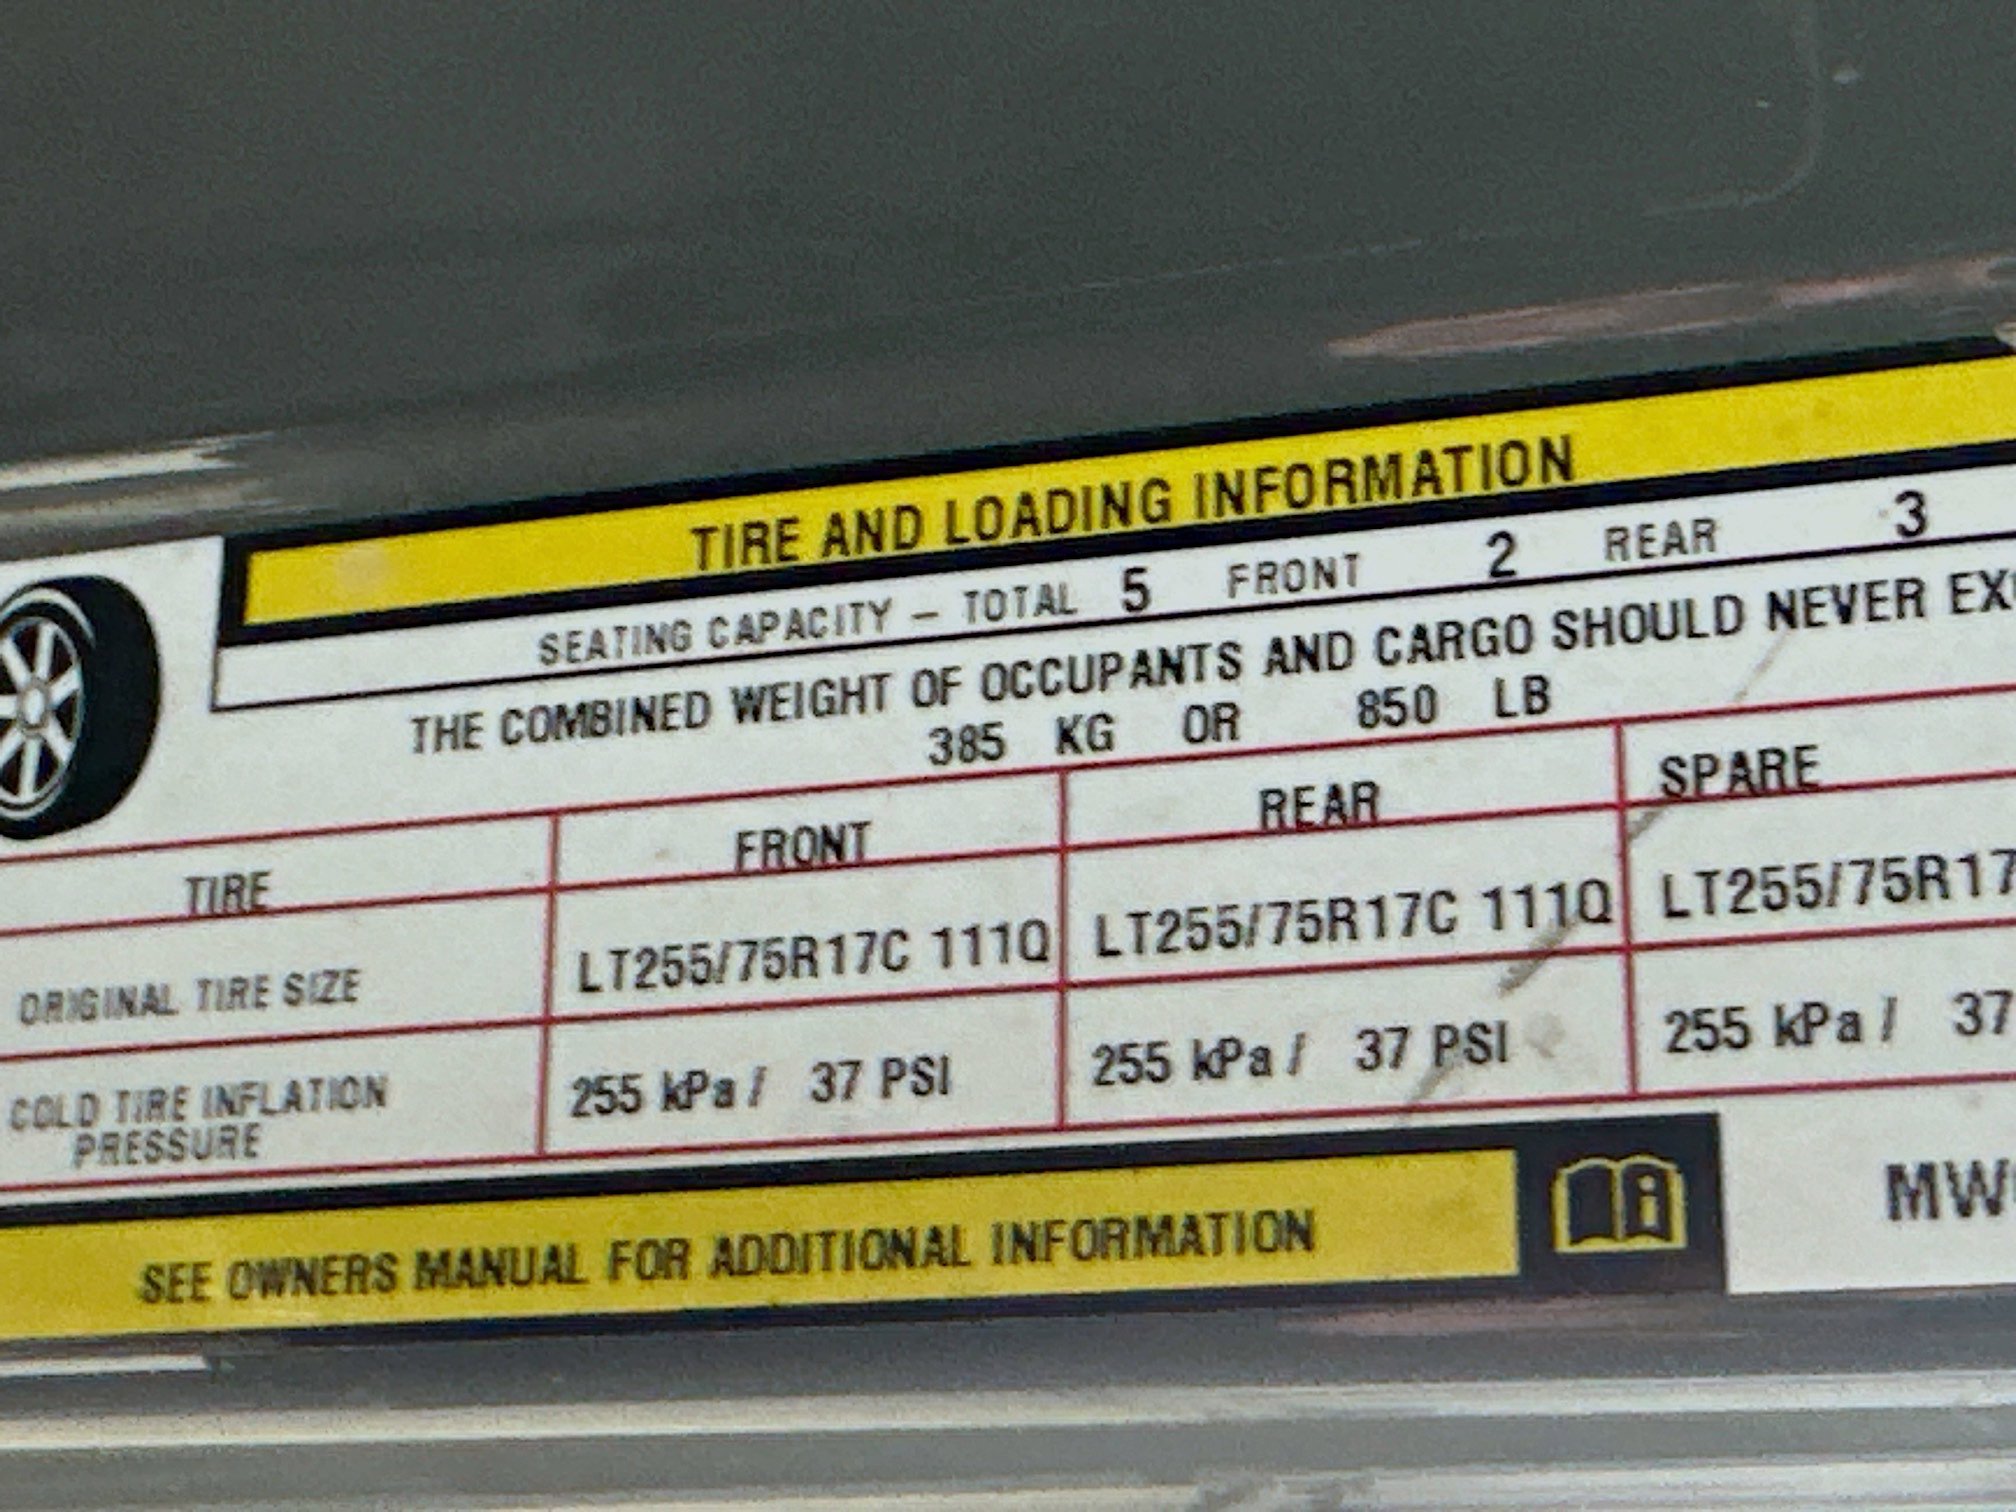 TIRE AND LOADING INFORMATION
SEATING CAPACITY – TOTAL 5 FRONT 2 REAR 3
THE COMBINED WEIGHT OF OCCUPANTS AND CARGO SHOULD NEVER
385 KG OR 850 LB
TIRE FRONT REAR SPARE
ORIGINAL TIRE SIZE LT255/75R17C 111Q LT255/75R17C 111Q LT255/75R17
COLD TIRE INFLATION
PRESSURE 255 kPa / 37 PSI 255 kPa / 37 PSI 255 kPa / 37
SEE OWNERS MANUAL FOR ADDITIONAL INFORMATION
MW